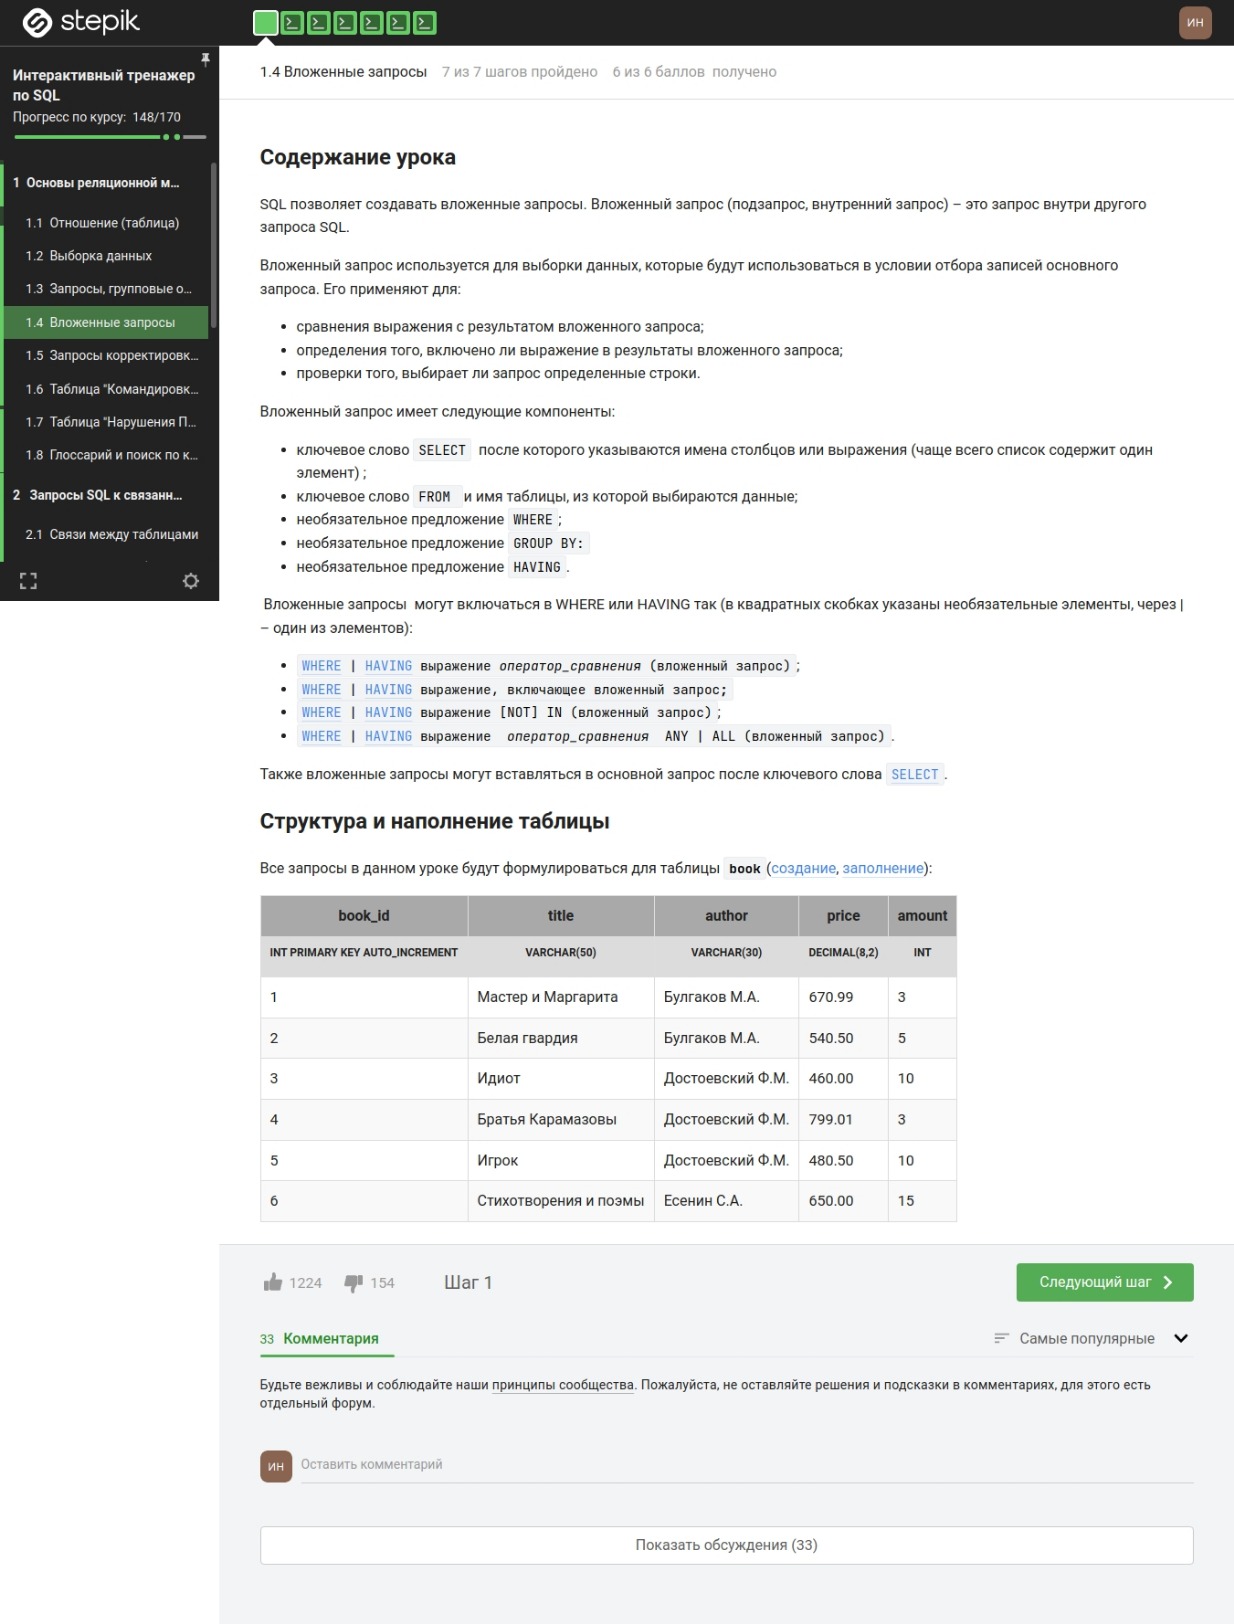 stepik
ИН
Интерактивный тренажер
по SQL
Прогресс по курсу: 148/170
1 Основы реляционной м...
1.1 Отношение (таблица)
1.2 Выборка данных
1.3 Запросы, групповые о...
1.4 Вложенные запросы
1.5 Запросы корректировк...
1.6 Таблица "Командировк...
1.7 Таблица "Нарушения П...
1.8 Глоссарий и поиск по к...
2 Запросы SQL к связанн...
2.1 Связи между таблицами
1.4 Вложенные запросы 7 из 7 шагов пройдено 6 из 6 баллов получено
Содержание урока
SQL позволяет создавать вложенные запросы. Вложенный запрос (подзапрос, внутренний запрос) – это запрос внутри другого
запроса SQL.
Вложенный запрос используется для выборки данных, которые будут использоваться в условии отбора записей основного
запроса. Его применяют для:
• сравнения выражения с результатом вложенного запроса;
• определения того, включено ли выражение в результаты вложенного запроса;
• проверки того, выбирает ли запрос определенные строки.
Вложенный запрос имеет следующие компоненты:
• ключевое слово SELECT после которого указываются имена столбцов или выражения (чаще всего список содержит один
элемент) ;
• ключевое слово FROM и имя таблицы, из которой выбираются данные;
• необязательное предложение WHERE ;
• необязательное предложение GROUP BY:
• необязательное предложение HAVING .
Вложенные запросы могут включаться в WHERE или HAVING так (в квадратных скобках указаны необязательные элементы, через |
– один из элементов):
• WHERE | HAVING выражение оператор_сравнения (вложенный запрос) ;
• WHERE | HAVING выражение, включающее вложенный запрос;
• WHERE | HAVING выражение [NOT] IN (вложенный запрос) ;
• WHERE | HAVING выражение оператор_сравнения ANY | ALL (вложенный запрос) .
Также вложенные запросы могут вставляться в основной запрос после ключевого слова SELECT .
Структура и наполнение таблицы
Все запросы в данном уроке будут формулироваться для таблицы book (создание, заполнение):
book_id title author price amount
INT PRIMARY KEY AUTO_INCREMENT VARCHAR(50) VARCHAR(30) DECIMAL(8,2) INT
1 Мастер и Маргарита Булгаков М.А. 670.99 3
2 Белая гвардия Булгаков М.А. 540.50 5
3 Идиот Достоевский Ф.М. 460.00 10
4 Братья Карамазовы Достоевский Ф.М. 799.01 3
5 Игрок Достоевский Ф.М. 480.50 10
6 Стихотворения и поэмы Есенин С.А. 650.00 15
1224 154 Шаг 1 Следующий шаг
33 Комментария Самые популярные
Будьте вежливы и соблюдайте наши принципы сообщества. Пожалуйста, не оставляйте решения и подсказки в комментариях, для этого есть
отдельный форум.
ИН Оставить комментарий
Показать обсуждения (33)